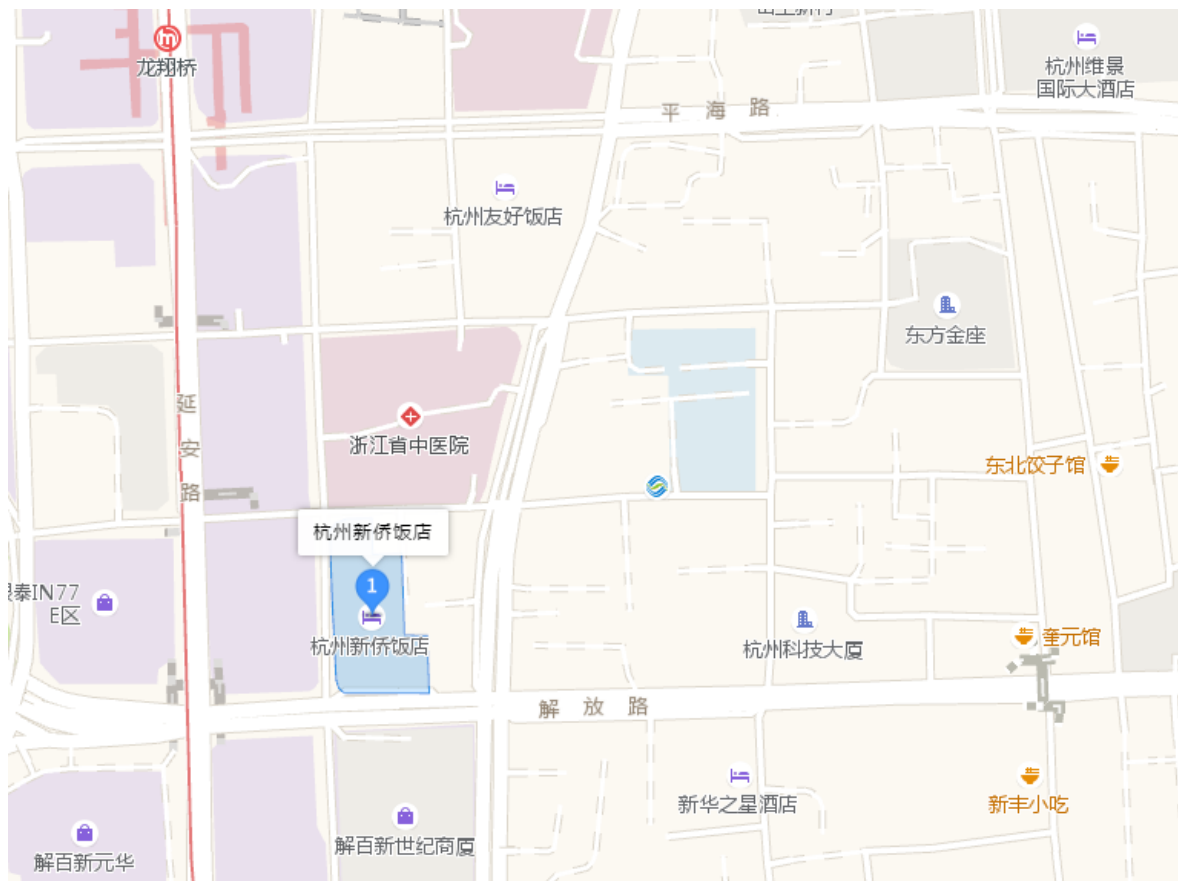 龙翔桥
杭州维景
国际大酒店
平海路
杭州友好饭店
东方金座
延安路
浙江省中医院
东北饺子馆
杭州新侨饭店
1
泰IN77
E区
杭州新侨饭店
杭州科技大厦
奎元馆
解放路
新华之星酒店
新丰小吃
解百新世纪商厦
解百新元华